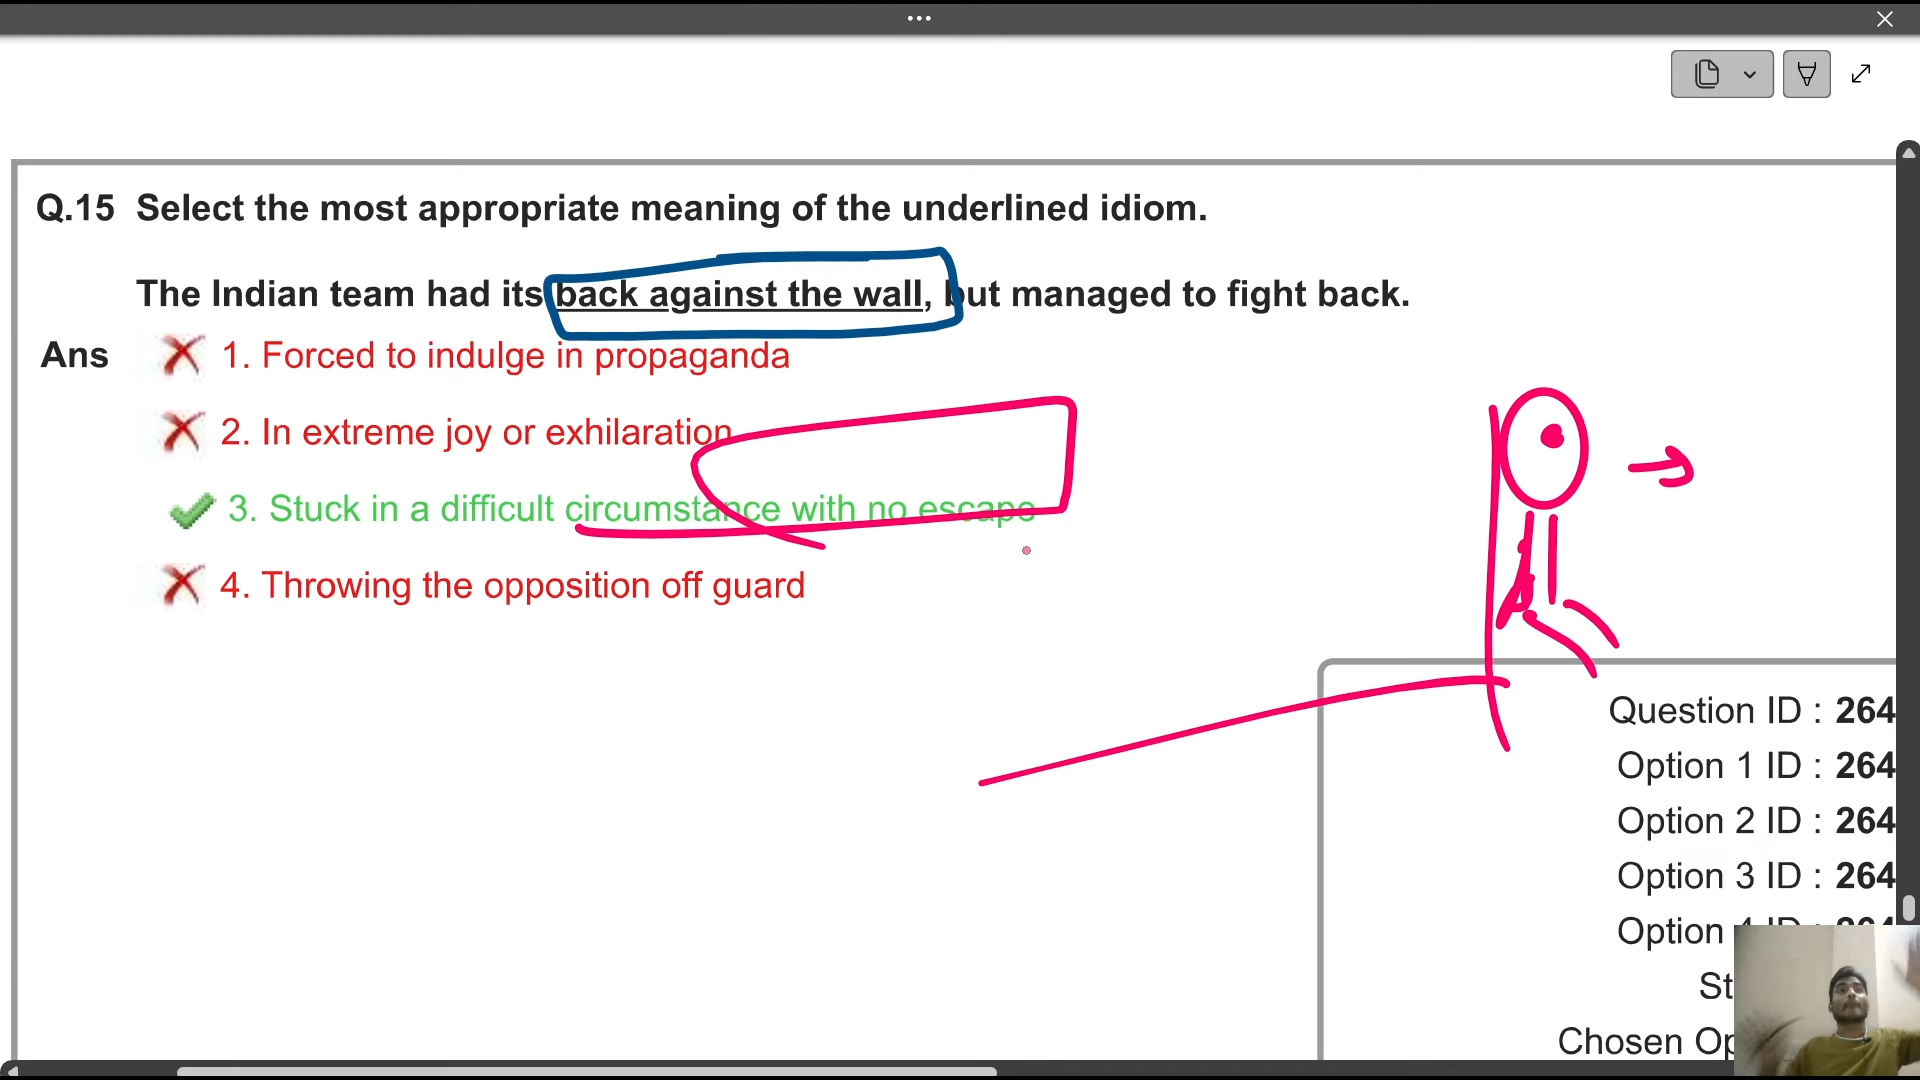 Q.15 Select the most appropriate meaning of the underlined idiom.
The Indian team had its back against the wall, but managed to fight back.
Ans 1. Forced to indulge in propaganda
2. In extreme joy or exhilaration
3. Stuck in a difficult circumstance with no escape
4. Throwing the opposition off guard
Question ID : 264
Option 1 ID : 264
Option 2 ID : 264
Option 3 ID : 264
Option 4 ID : 264
St
Chosen Op